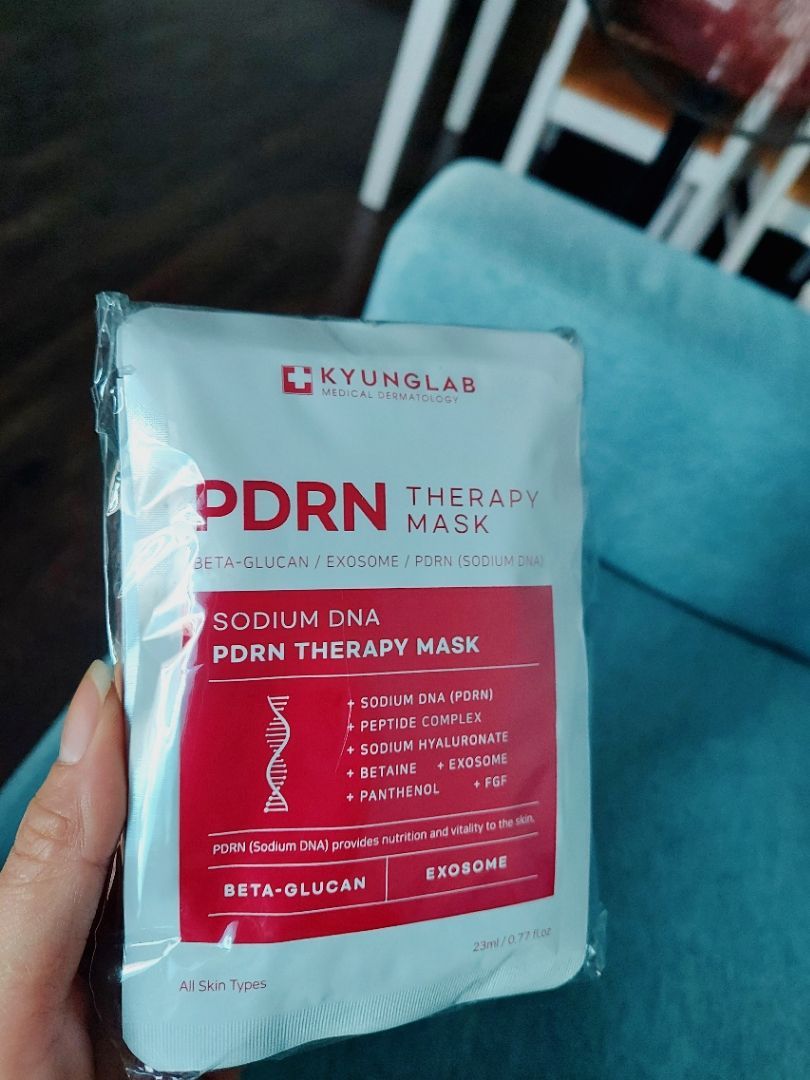 KYUNGLAB
MEDICAL DERMATOLOGY
PDRN THERAPY
MASK
BETA-GLUCAN / EXOSOME / PDRN (SODIUM DNA)
SODIUM DNA
PDRN THERAPY MASK
+ SODIUM DNA (PDRN)
+ PEPTIDE COMPLEX
+ SODIUM HYALURONATE
+ BETAINE + EXOSOME
+ PANTHENOL + FGF
PDRN (Sodium DNA) provides nutrition and vitality to the skin.
BETA-GLUCAN EXOSOME
23ml / 0.77 fl.oz
All Skin Types